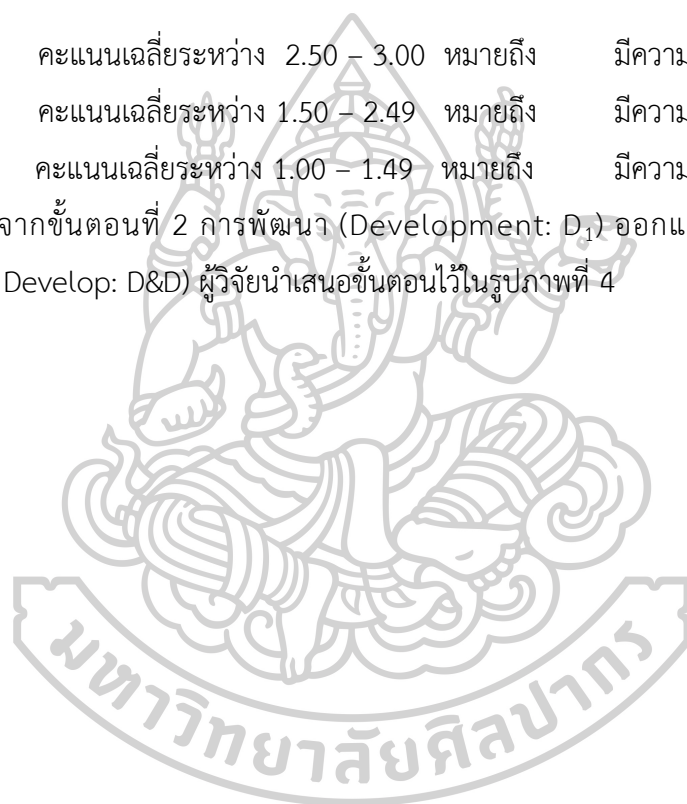 คะแนนเฉลี่ยระหว่าง 2.50 – 3.00 หมายถึง มีความ
คะแนนเฉลี่ยระหว่าง 1.50 – 2.49 หมายถึง มีความ
คะแนนเฉลี่ยระหว่าง 1.00 – 1.49 หมายถึง มีความ
จากขั้นตอนที่ 2 การพัฒนา (Development: D₁) ออกแ
Develop: D&D) ผู้วิจัยนำเสนอขั้นตอนไว้ในรูปภาพที่ 4
มหาวิทยาลัยศิลปากร